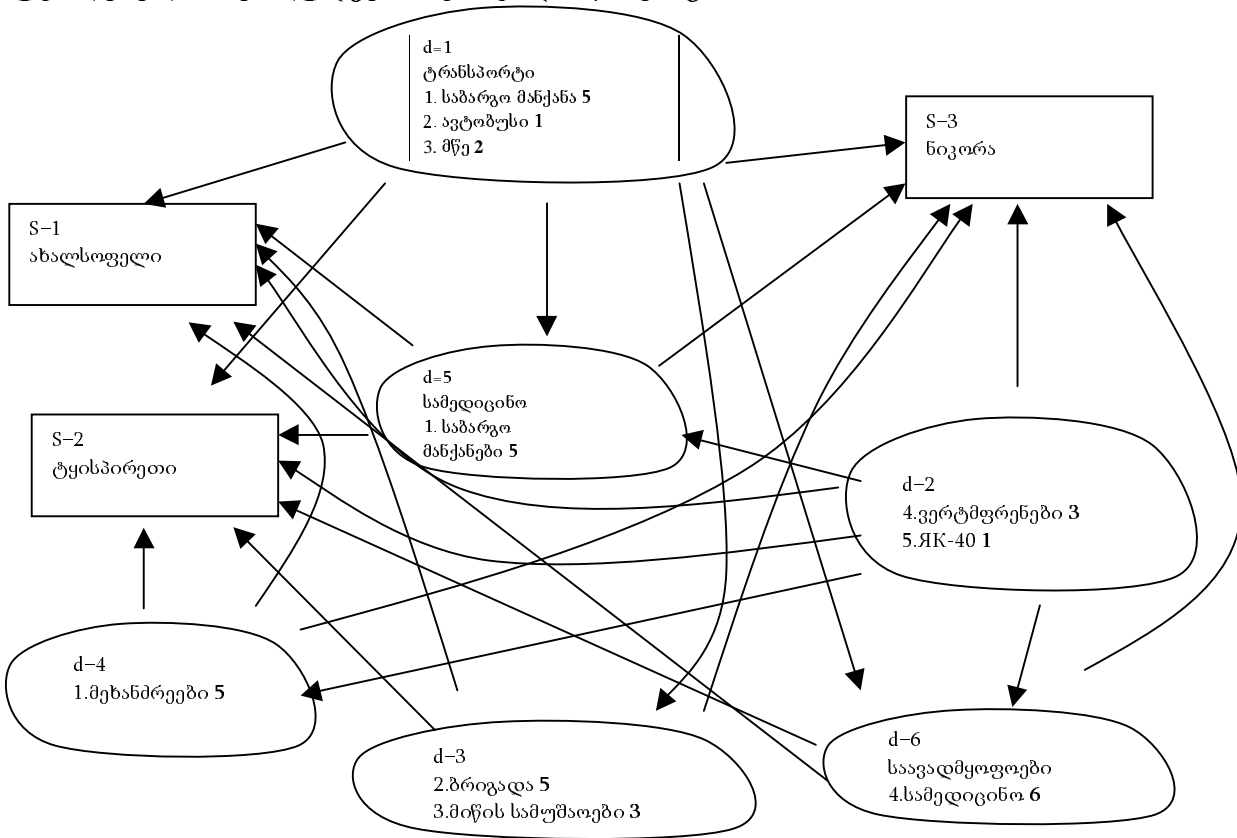 d=1
ტრანსპორტი
1. საბარგო მანქანა 5
2. ავტობუსი 1
3. მწე 2
S−3
ნიკორა
S−1
ახალსოფელი
d=5
სამედიცინო
1. საბარგო
მანქანები 5
S−2
ტყისპირეთი
d−2
4.ვერტმფრენები 3
5.ЯК-40 1
d−4
1.მეხანძრეები 5
d−3
2.ბრიგადა 5
3.მიწის სამუშაოები 3
d−6
საავადმყოფოები
4.სამედიცინო 6